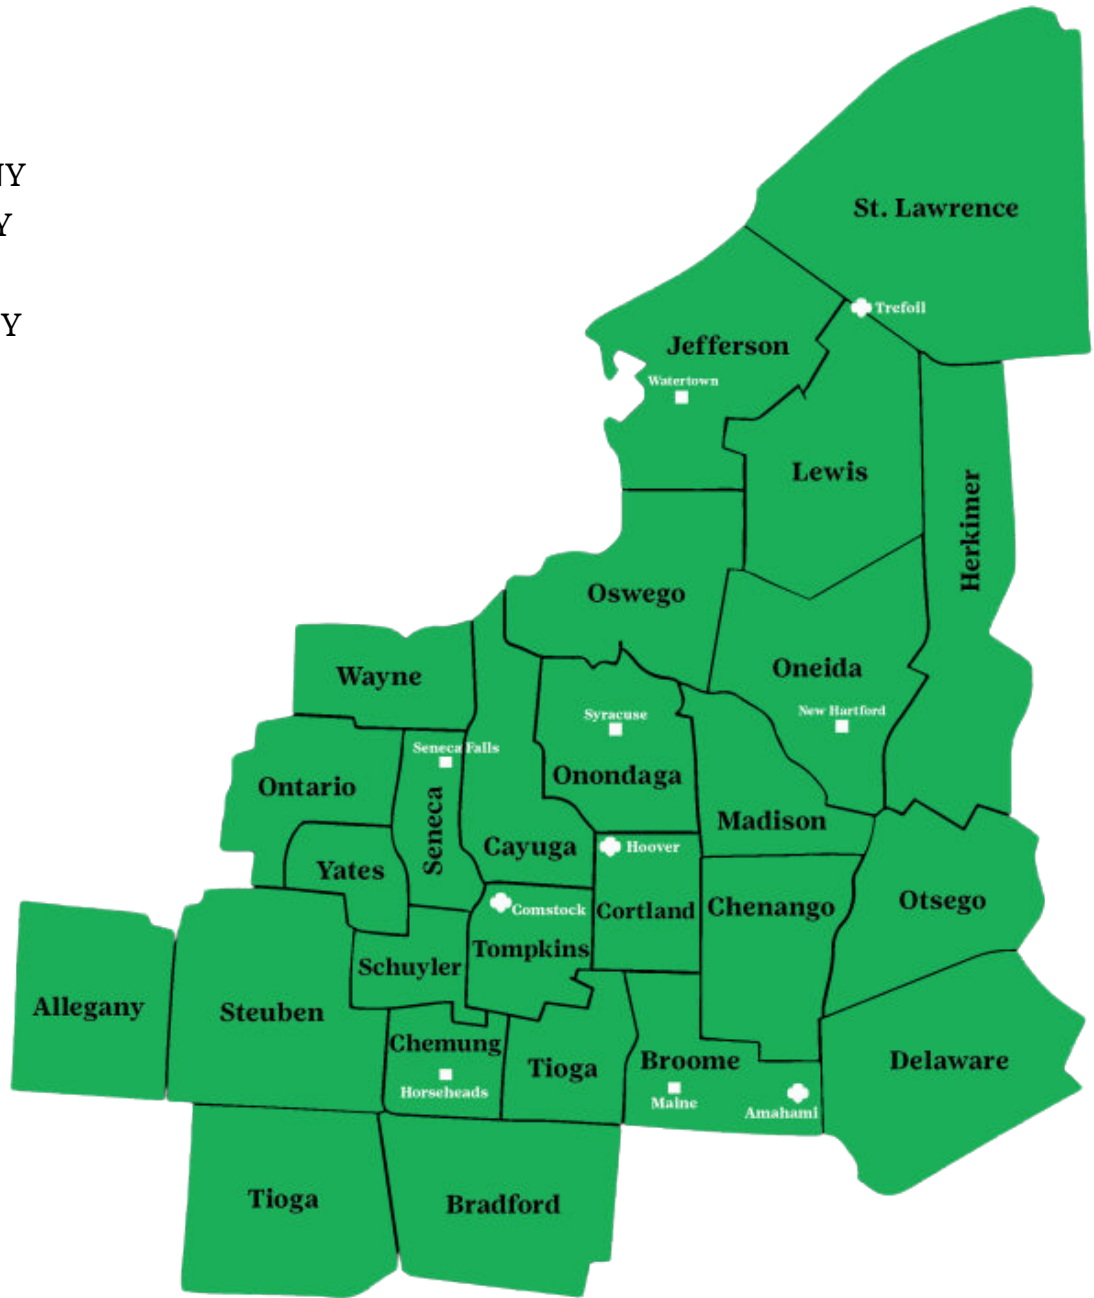 NY
Y
Y
St. Lawrence
Trefoil
Jefferson
Watertown
Lewis
Herkimer
Oswego
Oneida
Wayne
New Hartford
Syracuse
Seneca Falls
Onondaga
Ontario
Seneca
Madison
Cayuga
Hoover
Yates
Comstock
Cortland
Chenango
Otsego
Tompkins
Schuyler
Allegany
Steuben
Chemung
Tioga
Broome
Delaware
Horseheads
Maine
Amahami
Tioga
Bradford